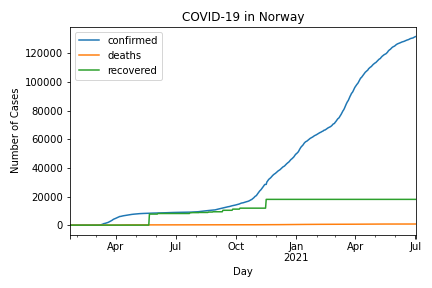 COVID-19 in Norway
confirmed
deaths
recovered
Number of Cases
120000
100000
80000
60000
40000
20000
0
Apr
Jul
Oct
Jan
2021
Apr
Jul
Day